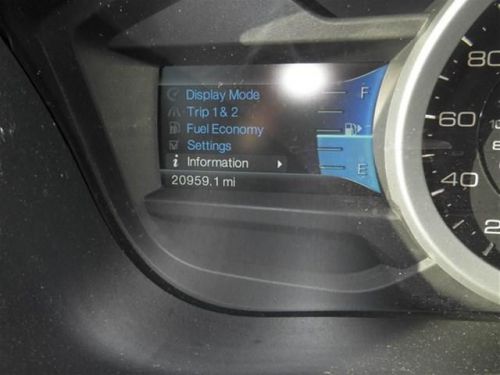 Display Mode
Trip 1 & 2
Fuel Economy
Settings
i Information
20959.1 mi
F
E
80
60
40